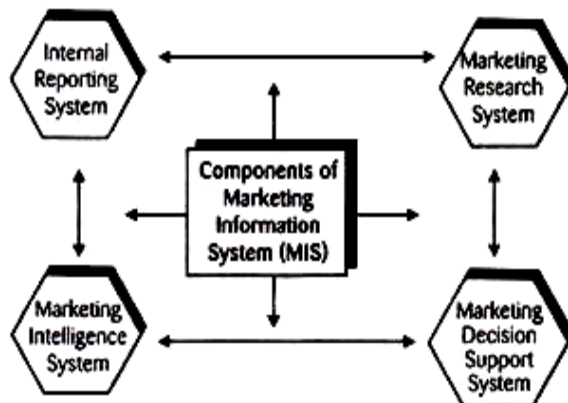 Internal
Reporting
System
Marketing
Research
System
Components of
Marketing
Information
System (MIS)
Marketing
Intelligence
System
Marketing
Decision
Support
System